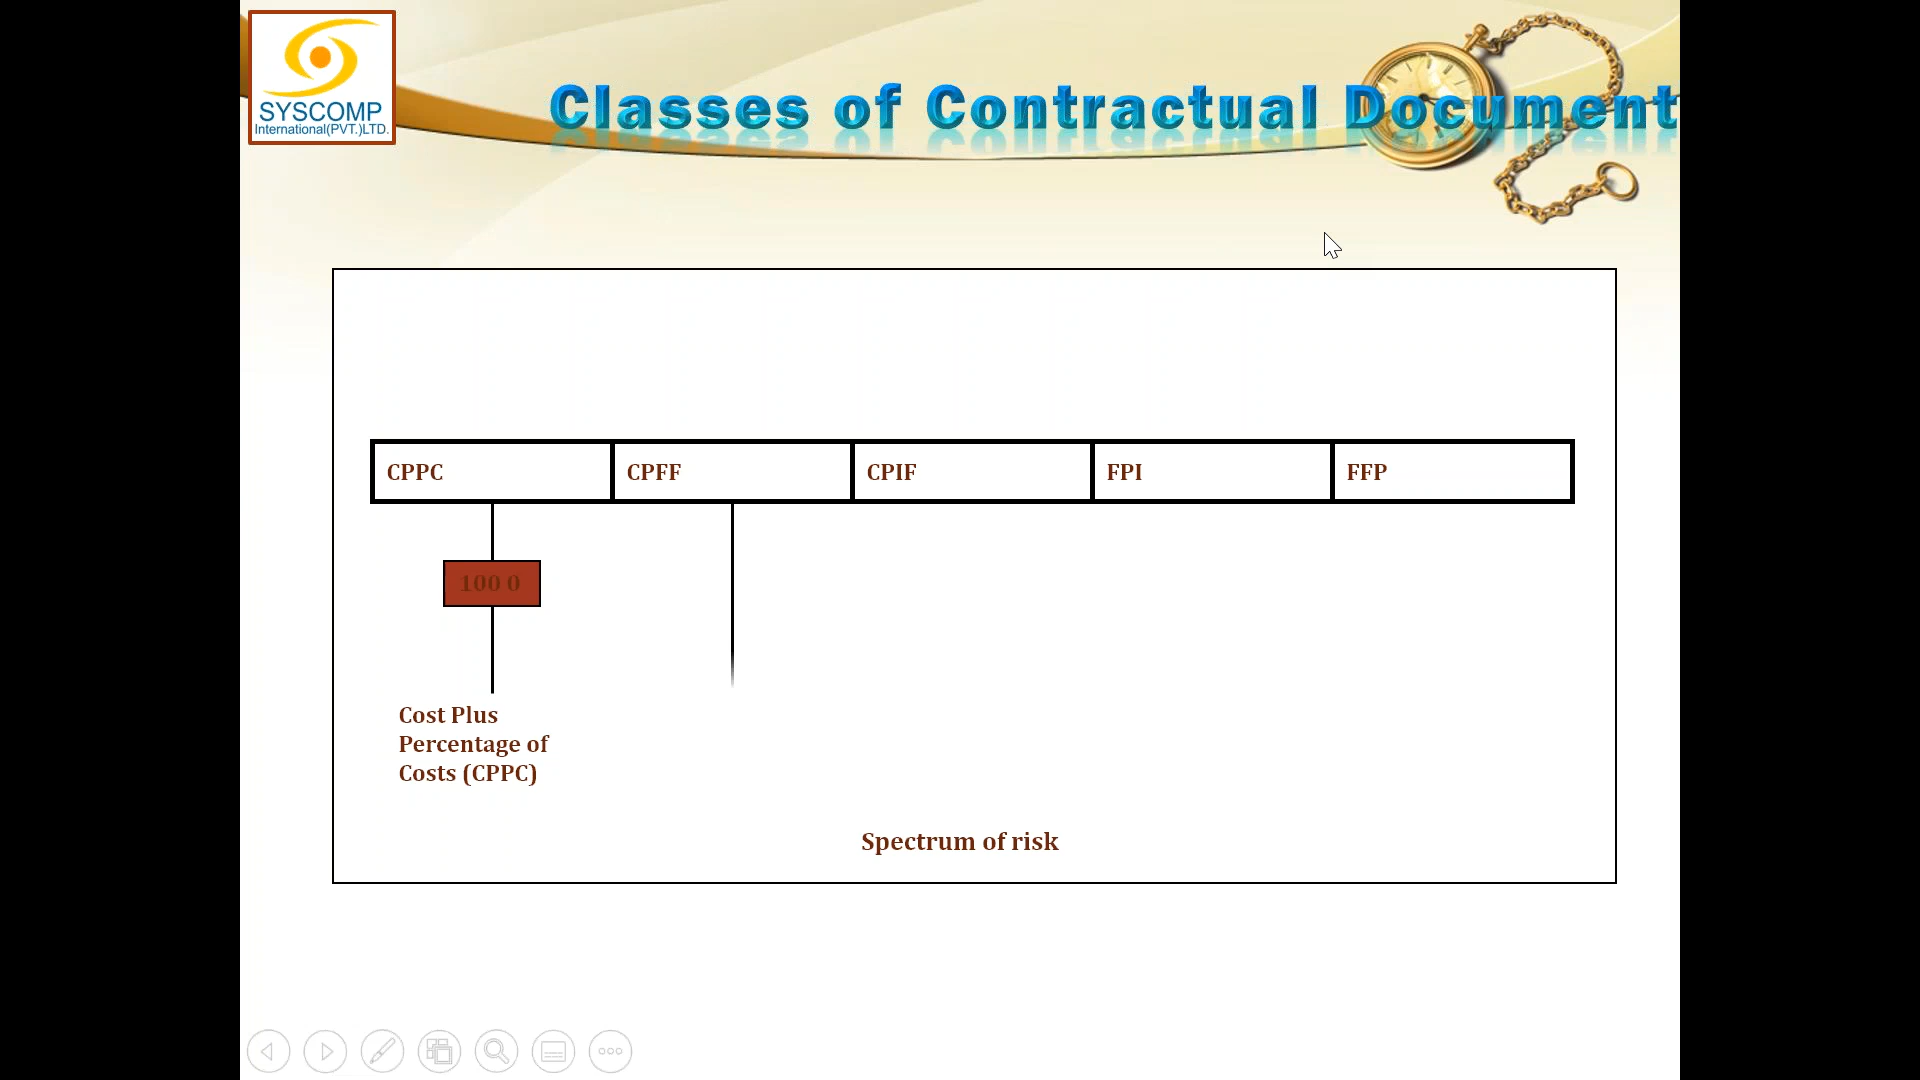 SYSCOMP
International(PVT.)LTD.
Classes of Contractual Document
CPPC CPFF CPIF FPI FFP
100 0
Cost Plus
Percentage of
Costs (CPPC)
Spectrum of risk